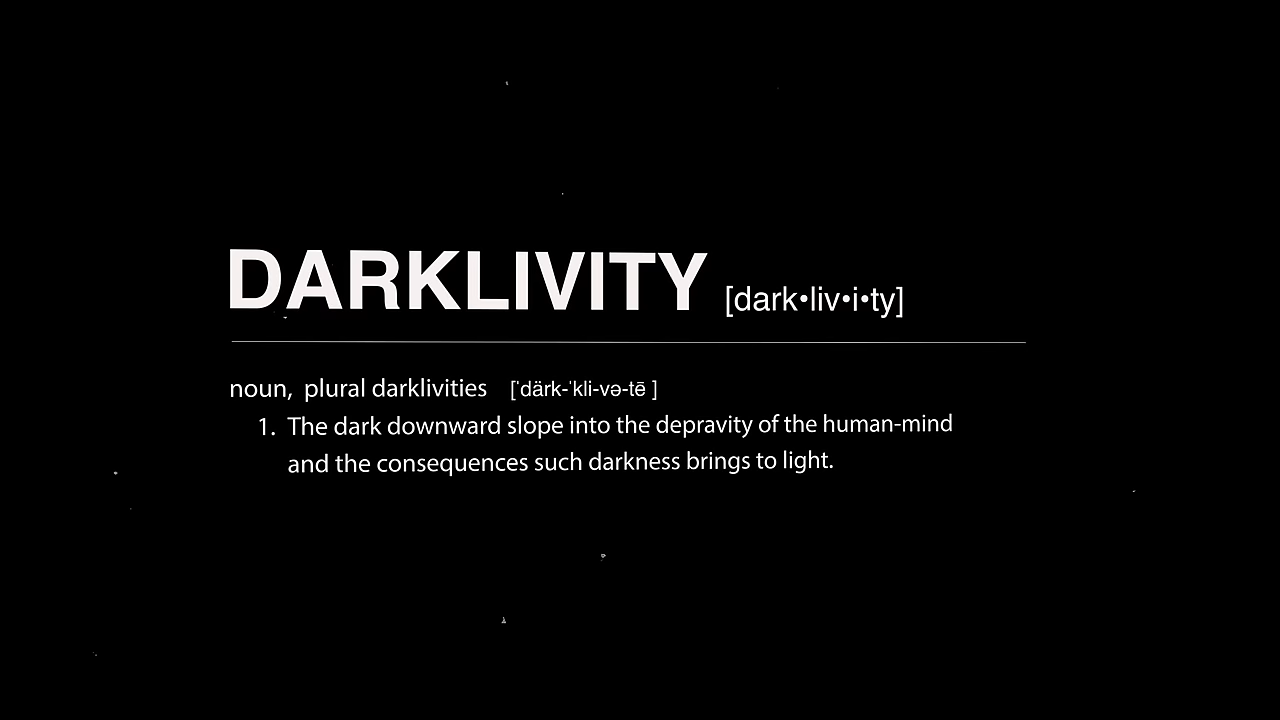 DARKLIVITY [dark•liv•i•ty]
noun, plural darklivities [ˈdärk-ˈkli-və-tē ]
1. The dark downward slope into the depravity of the human-mind
and the consequences such darkness brings to light.